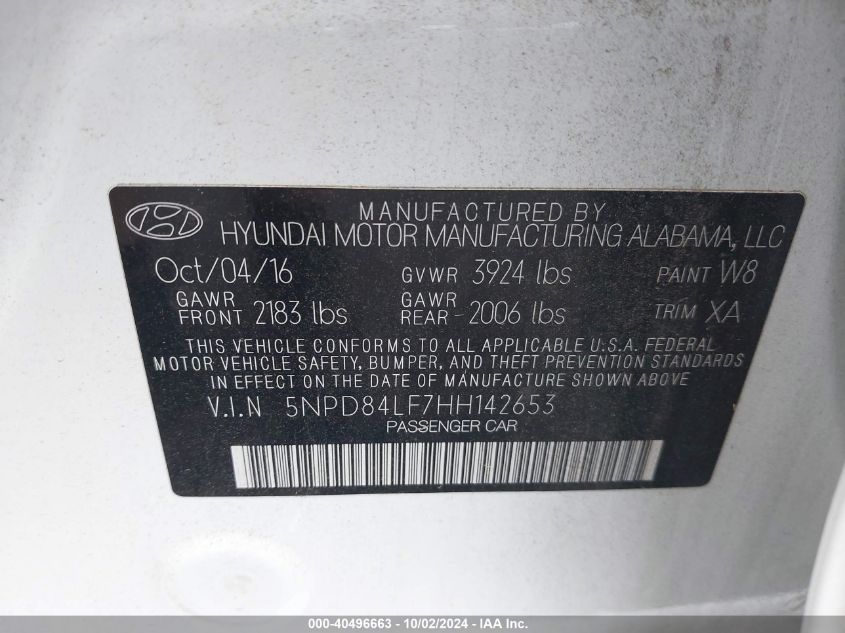 MANUFACTURED BY
HYUNDAI MOTOR MANUFACTURING ALABAMA, LLC
Oct/04/16 GVWR 3924 lbs PAINT W8
GAWR FRONT 2183 lbs GAWR REAR 2006 lbs TRIM XA
THIS VEHICLE CONFORMS TO ALL APPLICABLE U.S.A. FEDERAL
MOTOR VEHICLE SAFETY, BUMPER, AND THEFT PREVENTION STANDARDS
IN EFFECT ON THE DATE OF MANUFACTURE SHOWN ABOVE
V.I.N 5NPD84LF7HH142653
PASSENGER CAR
000-40496663 - 10/02/2024 - IAA Inc.